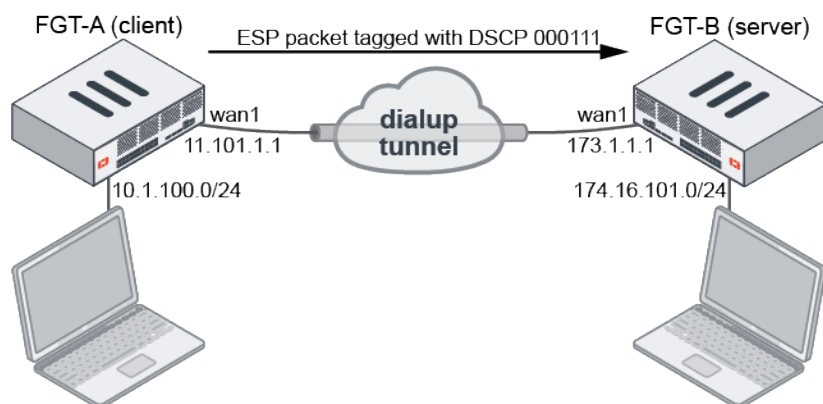 FGT-A (client)
FGT-B (server)
ESP packet tagged with DSCP 000111
wan1
11.101.1.1
dialup
tunnel
wan1
173.1.1.1
10.1.100.0/24
174.16.101.0/24